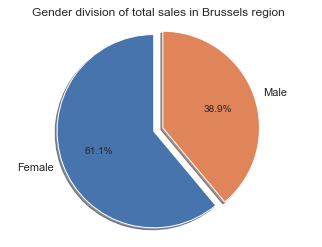 Gender division of total sales in Brussels region
Male
38.9%
61.1%
Female